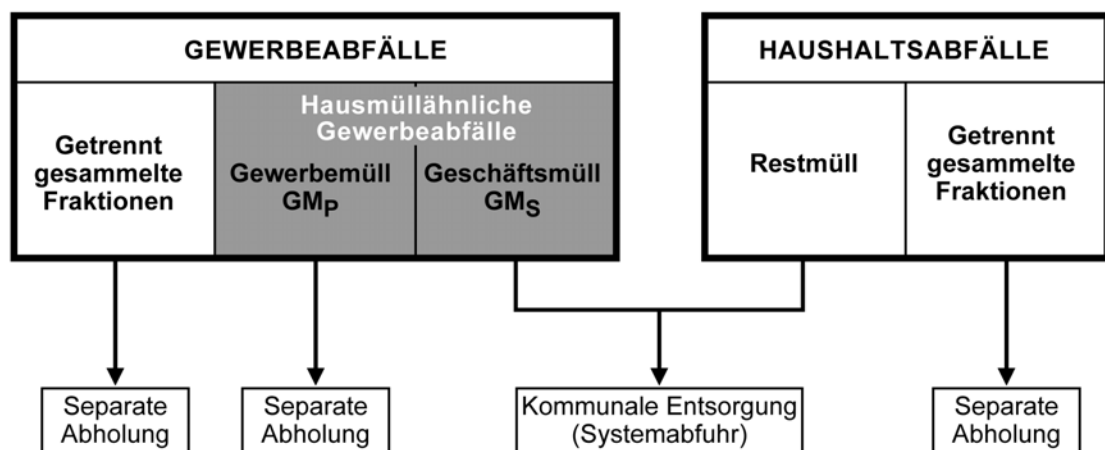 GEWERBEABFÄLLE
Getrennt
gesammelte
Fraktionen
Hausmüllähnliche
Gewerbeabfälle
Gewerbemüll
GMP
Geschäftsmüll
GMS
HAUSHALTSABFÄLLE
Restmüll
Getrennt
gesammelte
Fraktionen
Separate
Abholung
Separate
Abholung
Kommunale Entsorgung
(Systemabfuhr)
Separate
Abholung